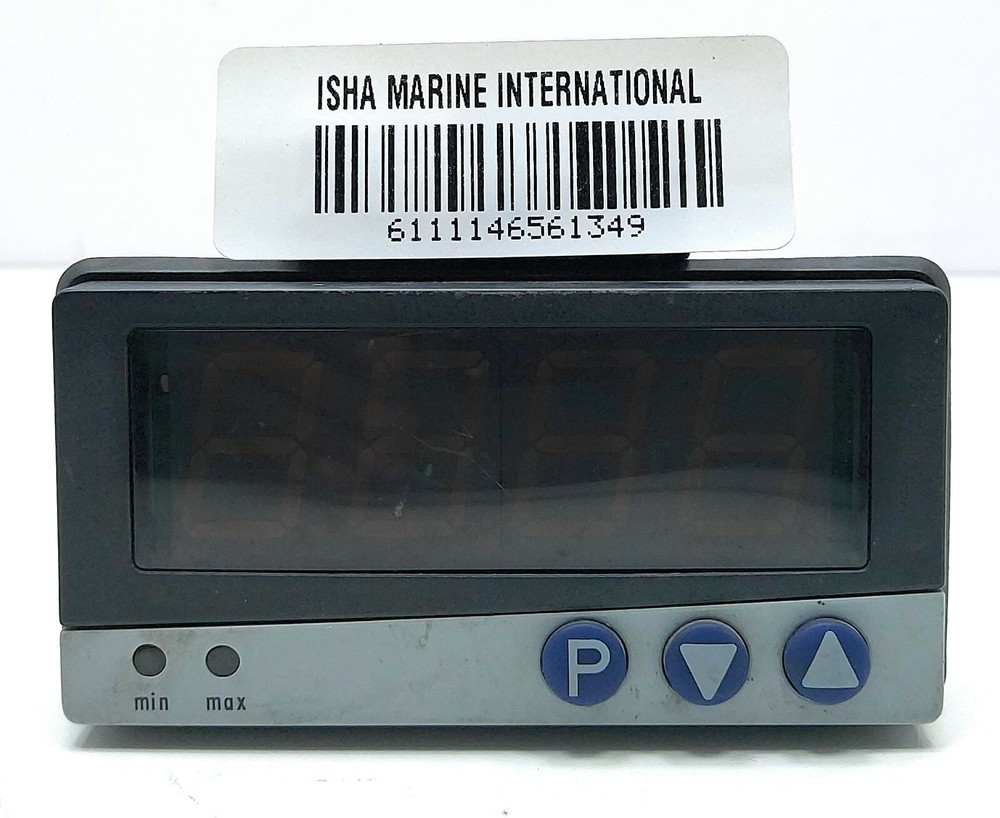 ISHA MARINE INTERNATIONAL
6111146561349
min max
P